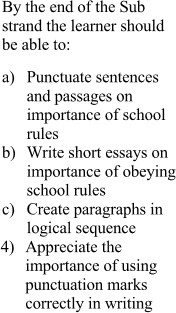 By the end of the Sub
strand the learner should
be able to:
a) Punctuate sentences
and passages on
importance of school
rules
b) Write short essays on
importance of obeying
school rules
c) Create paragraphs in
logical sequence
4) Appreciate the
importance of using
punctuation marks
correctly in writing